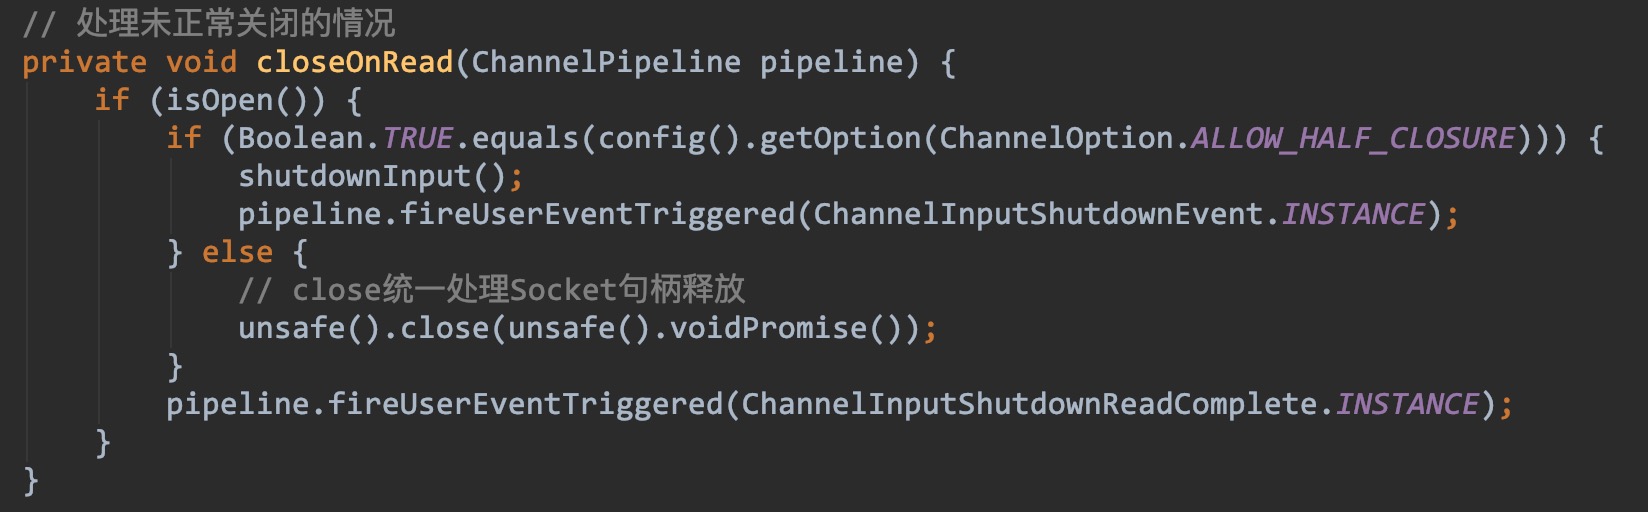 // 处理未正常关闭的情况
private void closeOnRead(ChannelPipeline pipeline) {
    if (isOpen()) {
        if (Boolean.TRUE.equals(config().getOption(ChannelOption.ALLOW_HALF_CLOSURE))) {
            shutdownInput();
            pipeline.fireUserEventTriggered(ChannelInputShutdownEvent.INSTANCE);
        } else {
            // close统一处理Socket句柄释放
            unsafe().close(unsafe().voidPromise());
        }
        pipeline.fireUserEventTriggered(ChannelInputShutdownReadComplete.INSTANCE);
    }
}